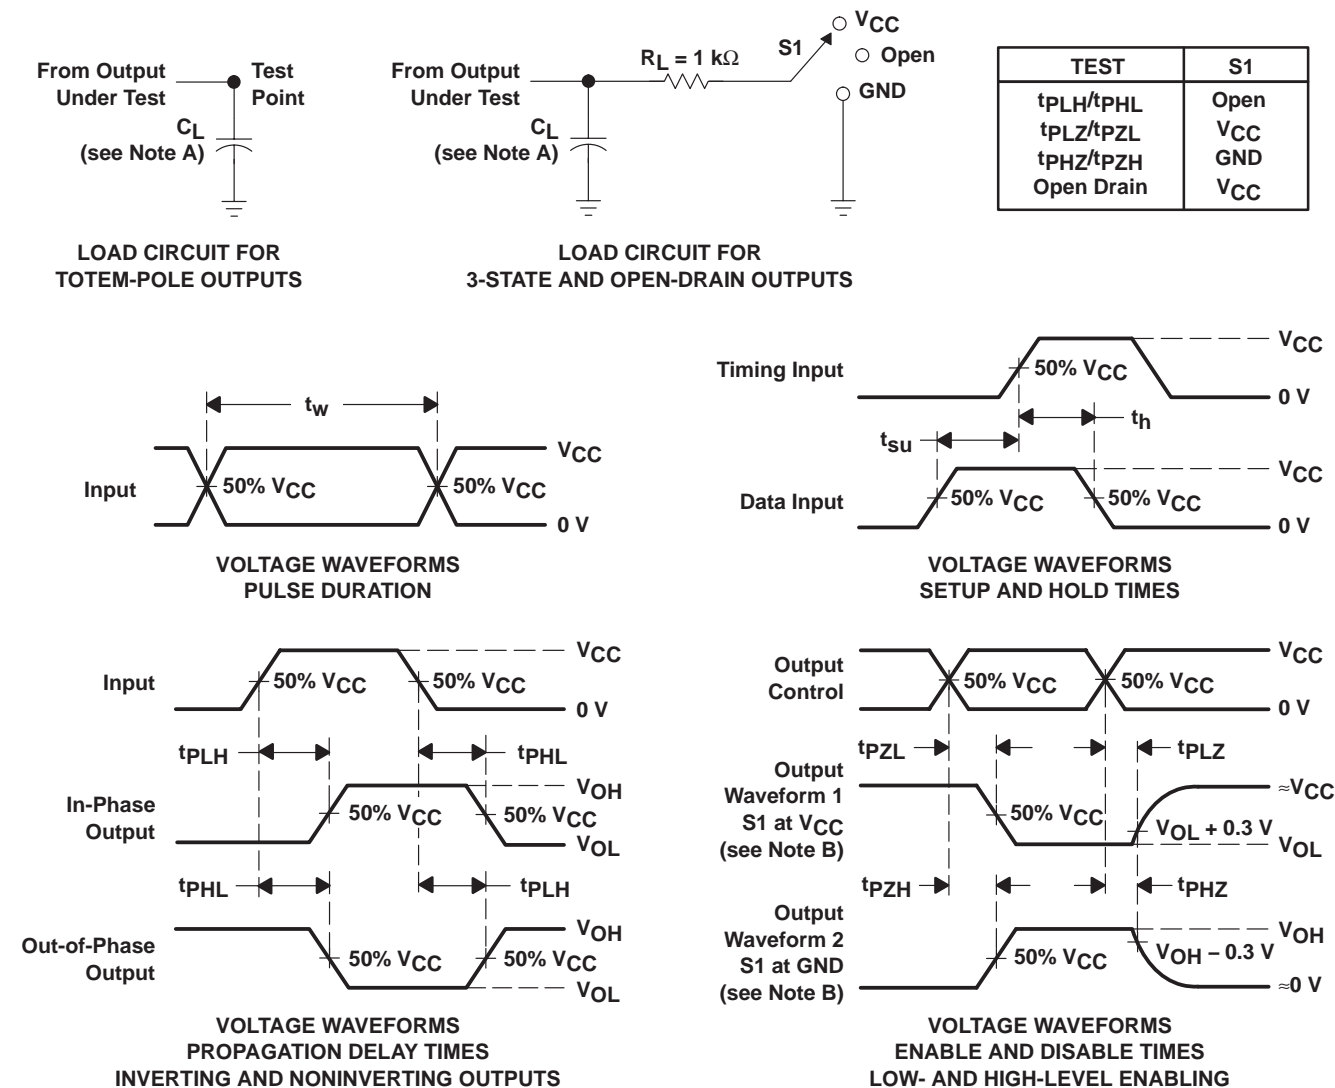 From Output
Under Test
Test
Point
CL
(see Note A)
LOAD CIRCUIT FOR
TOTEM-POLE OUTPUTS
From Output
Under Test
RL = 1 kΩ
S1
VCC
Open
GND
CL
(see Note A)
LOAD CIRCUIT FOR
3-STATE AND OPEN-DRAIN OUTPUTS
TEST S1
tPLH/tPHL Open
tPLZ/tPZL VCC
tPHZ/tPZH GND
Open Drain VCC
tw
VCC
Input
50% VCC
50% VCC
0 V
VOLTAGE WAVEFORMS
PULSE DURATION
VCC
Timing Input
50% VCC
0 V
th
tsu
VCC
Data Input
50% VCC
50% VCC
0 V
VOLTAGE WAVEFORMS
SETUP AND HOLD TIMES
VCC
Input
50% VCC
50% VCC
0 V
tPLH
tPHL
VOH
In-Phase
Output
50% VCC
50% VCC
VOL
tPHL
tPLH
VOH
Out-of-Phase
Output
50% VCC
50% VCC
VOL
VOLTAGE WAVEFORMS
PROPAGATION DELAY TIMES
INVERTING AND NONINVERTING OUTPUTS
VCC
Output
Control
50% VCC
50% VCC
0 V
tPZL
tPLZ
Output
Waveform 1
S1 at VCC
(see Note B)
50% VCC
≈VCC
VOL + 0.3 V
VOL
tPZH
tPHZ
Output
Waveform 2
S1 at GND
(see Note B)
50% VCC
VOH
VOH – 0.3 V
≈0 V
VOLTAGE WAVEFORMS
ENABLE AND DISABLE TIMES
LOW- AND HIGH-LEVEL ENABLING